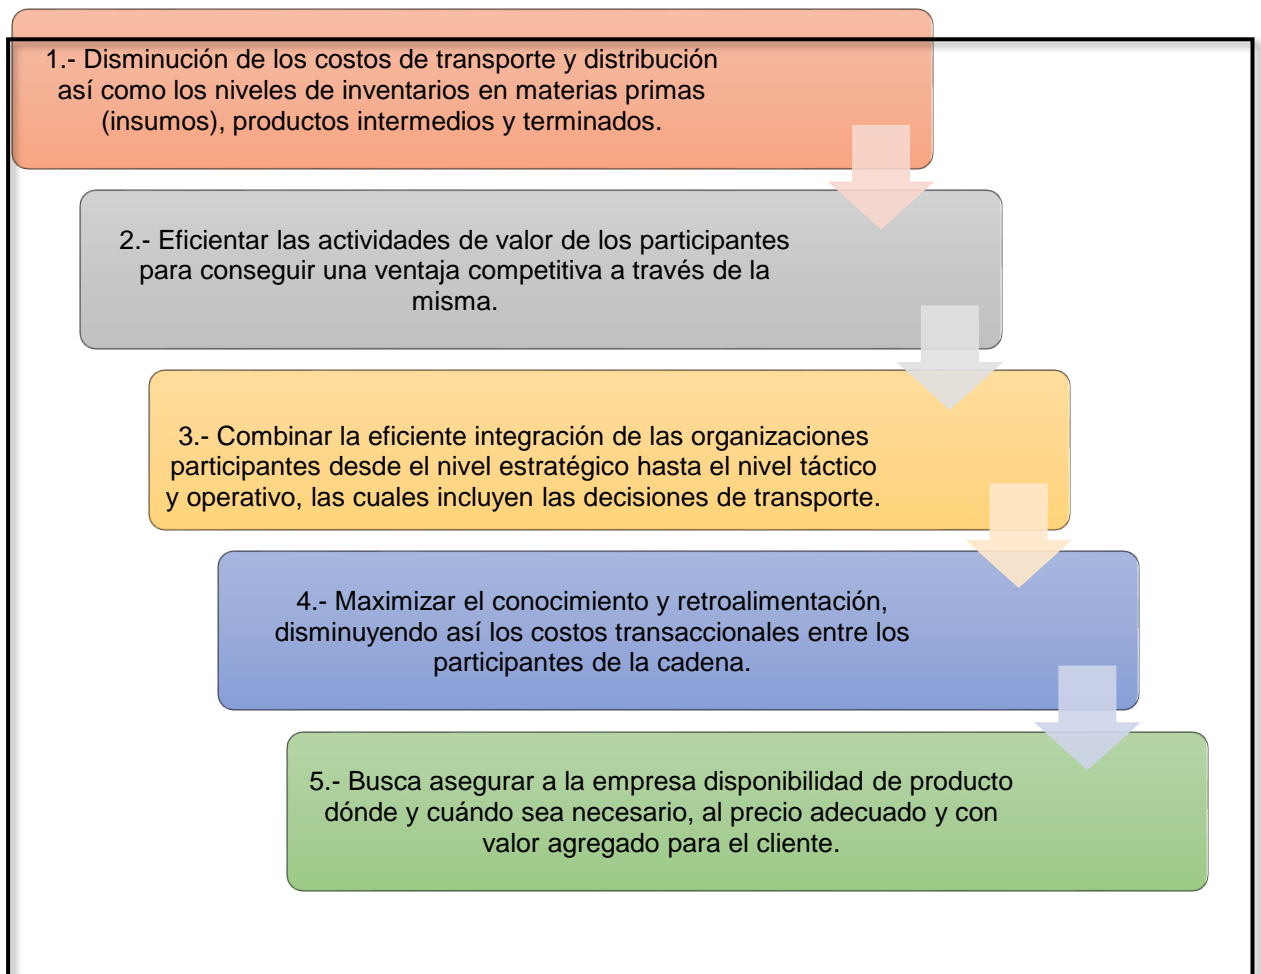 1.- Disminución de los costos de transporte y distribución
así como los niveles de inventarios en materias primas
(insumos), productos intermedios y terminados.
2.- Eficientar las actividades de valor de los participantes
para conseguir una ventaja competitiva a través de la
misma.
3.- Combinar la eficiente integración de las organizaciones
participantes desde el nivel estratégico hasta el nivel táctico
y operativo, las cuales incluyen las decisiones de transporte.
4.- Maximizar el conocimiento y retroalimentación,
disminuyendo así los costos transaccionales entre los
participantes de la cadena.
5.- Busca asegurar a la empresa disponibilidad de producto
dónde y cuándo sea necesario, al precio adecuado y con
valor agregado para el cliente.